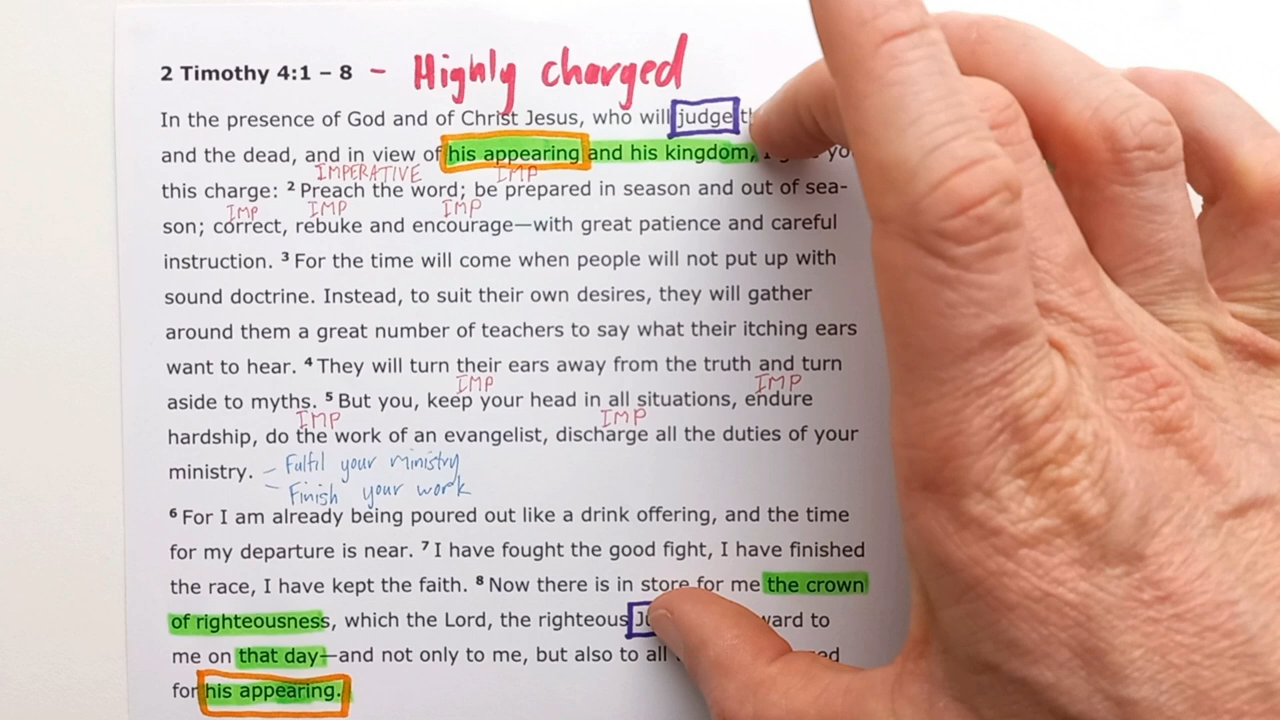 2 Timothy 4:1 – 8 – Highly charged
In the presence of God and of Christ Jesus, who will judge
and the dead, and in view of his appearing and his kingdom,
IMPERATIVE IMP
this charge: 2 Preach the word; be prepared in season and out of sea-
IMP IMP IMP
son; correct, rebuke and encourage—with great patience and careful
instruction. 3 For the time will come when people will not put up with
sound doctrine. Instead, to suit their own desires, they will gather
around them a great number of teachers to say what their itching ears
want to hear. 4 They will turn their ears away from the truth and turn
IMP IMP
aside to myths. 5 But you, keep your head in all situations, endure
IMP IMP
hardship, do the work of an evangelist, discharge all the duties of your
ministry. – Fulfil your ministry
– Finish your work
6 For I am already being poured out like a drink offering, and the time
for my departure is near. 7 I have fought the good fight, I have finished
the race, I have kept the faith. 8 Now there is in store for me the crown
of righteousness, which the Lord, the righteous to
me on that day—and not only to me, but also to all
for his appearing.